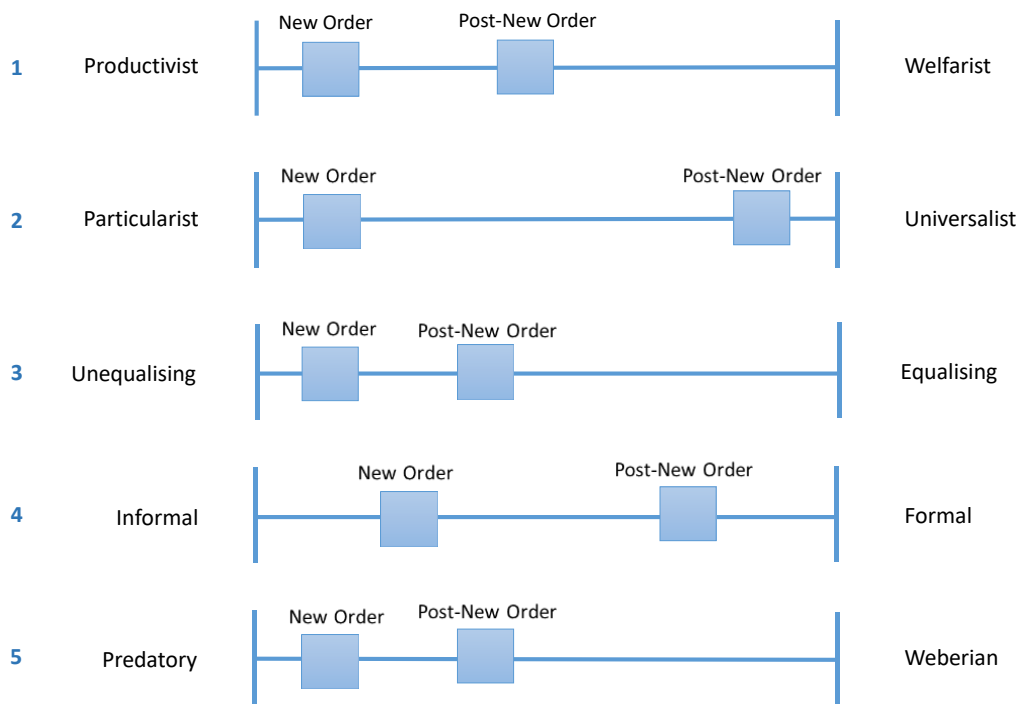 New Order Post-New Order
1 Productivist Welfarist
New Order Post-New Order
2 Particularist Universalist
New Order Post-New Order
3 Unequalising Equalising
New Order Post-New Order
4 Informal Formal
New Order Post-New Order
5 Predatory Weberian